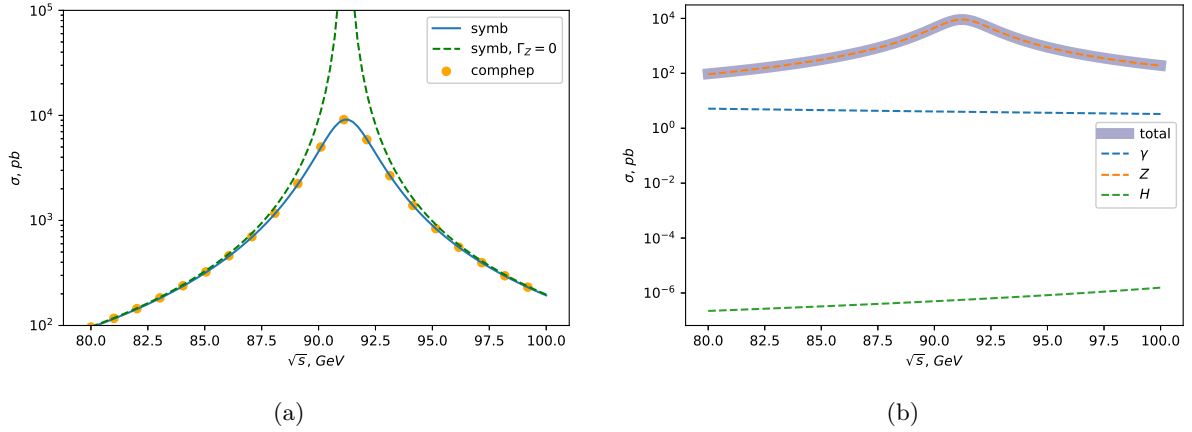 10^5
10^4
10^3
10^2
σ, pb
symb
symb, Γ_Z = 0
comphep
80.0 82.5 85.0 87.5 90.0 92.5 95.0 97.5 100.0
√s, GeV
(a)
10^4
10^2
10^0
10^−2
10^−4
10^−6
σ, pb
total
γ
Z
H
80.0 82.5 85.0 87.5 90.0 92.5 95.0 97.5 100.0
√s, GeV
(b)